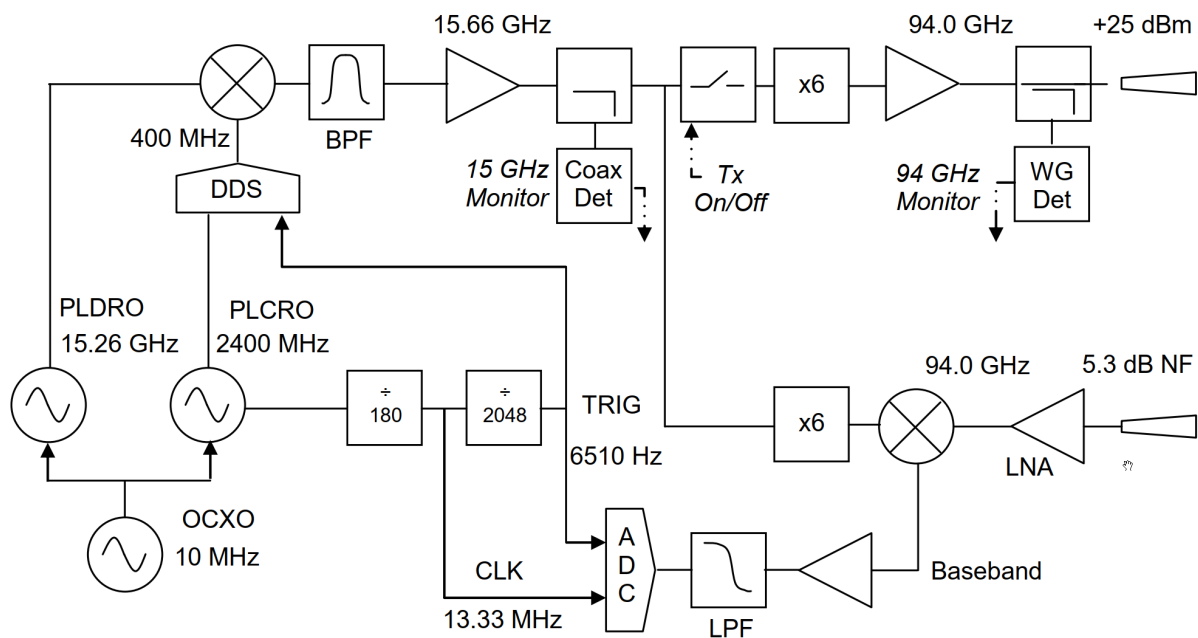 15.66 GHz
94.0 GHz
+25 dBm
x6
BPF
400 MHz
DDS
15 GHz
Monitor
Coax
Det
Tx
On/Off
94 GHz
Monitor
WG
Det
PLDRO
15.26 GHz
PLCRO
2400 MHz
÷
180
÷
2048
TRIG
6510 Hz
x6
94.0 GHz
5.3 dB NF
LNA
OCXO
10 MHz
CLK
13.33 MHz
A
D
C
LPF
Baseband